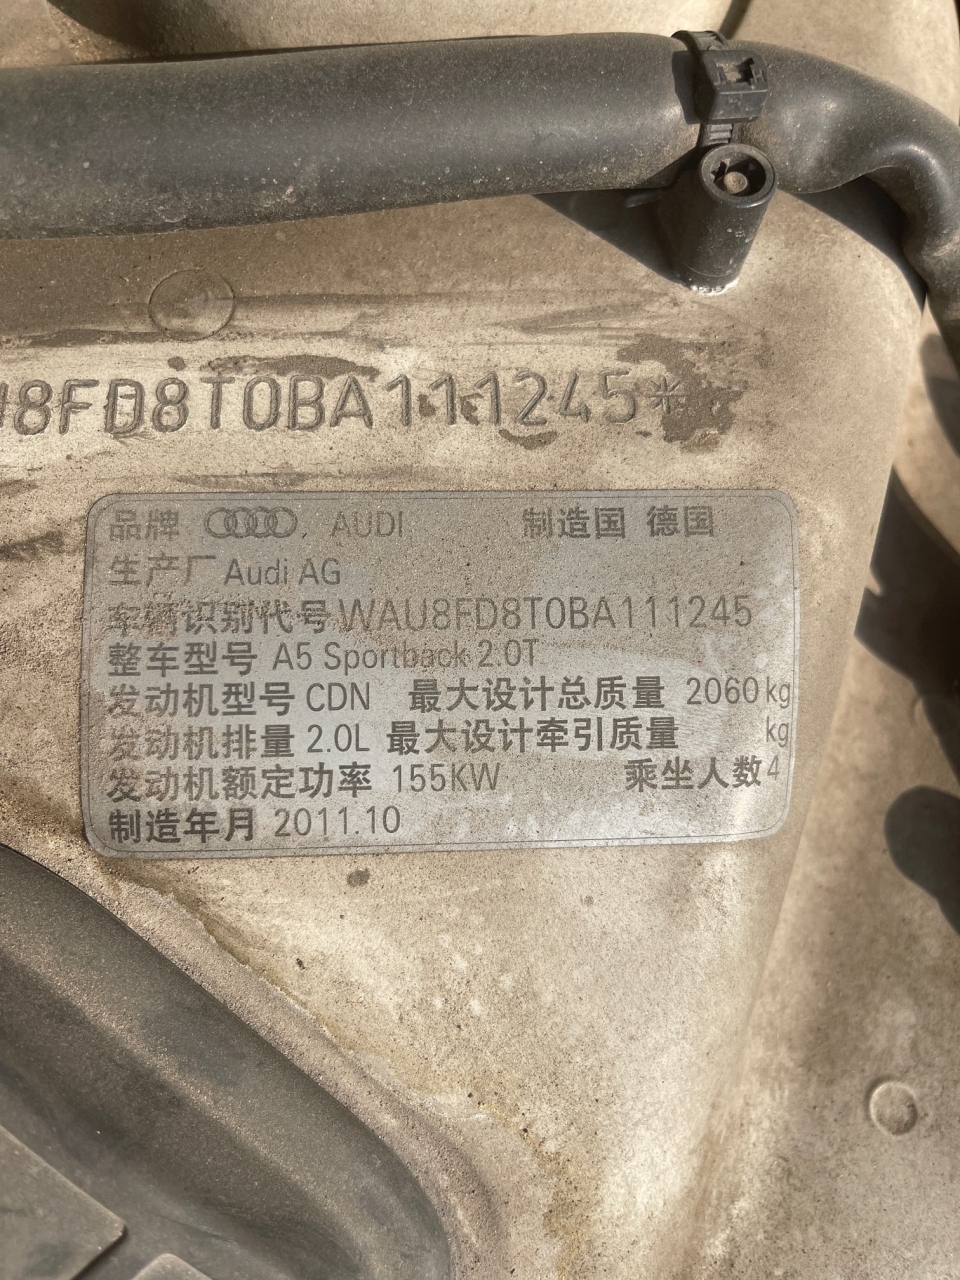 U8FD8T0BA111245*
品牌 , AUDI 制造国 德国
生产厂 Audi AG
车辆识别代号 WAU8FD8T0BA111245
整车型号 A5 Sportback 2.0T
发动机型号 CDN 最大设计总质量 2060 kg
发动机排量 2.0L 最大设计牵引质量 kg
发动机额定功率 155KW 乘坐人数 4
制造年月 2011.10